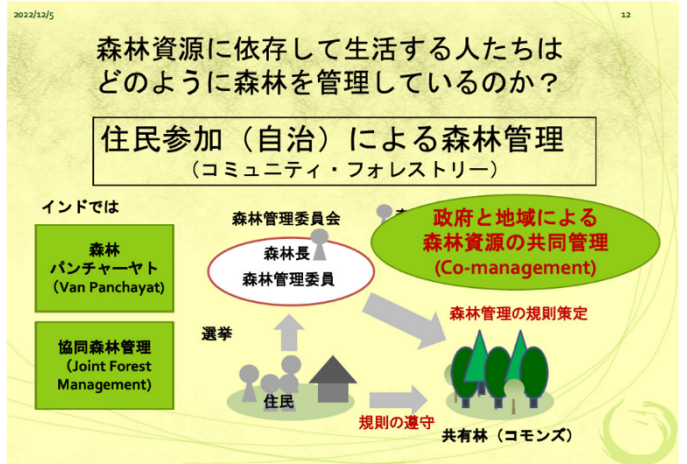 2022/12/5
12
森林資源に依存して生活する人たちは
どのように森林を管理しているのか？
住民参加（自治）による森林管理
（コミュニティ・フォレストリー）
インドでは
森林
パンチャーヤト
（Van Panchayat)
協同森林管理
（Joint Forest
Management)
森林管理委員会
森林長
森林管理委員
政府と地域による
森林資源の共同管理
(Co-management)
森林管理の規則策定
選挙
住民
規則の遵守
共有林（コモンズ）